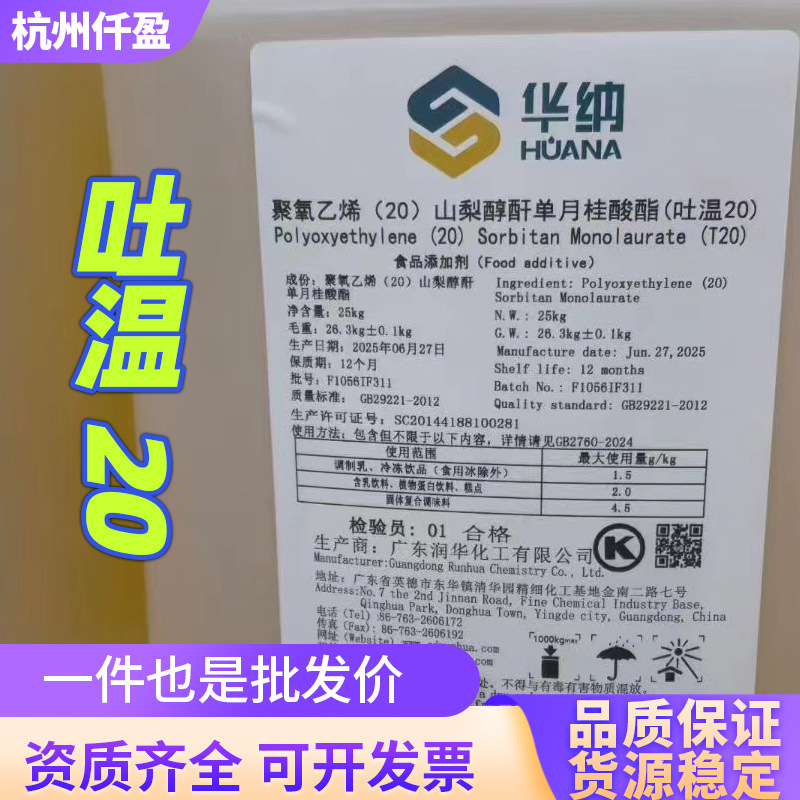 杭州仟盈
吐温 20
华纳
HUANA
聚氧乙烯（20）山梨醇酐单月桂酸酯(吐温20)
Polyoxyethylene (20) Sorbitan Monolaurate (T20)
食品添加剂（Food additive）
成份：聚氧乙烯（20）山梨醇酐
单月桂酸酯
净含量：25kg
毛重：26.3kg±0.1kg
生产日期：2025年06月27日
保质期：12个月
批号：F1056IF311
质量标准： GB29221-2012
Ingredient: Polyoxyethylene (20)
Sorbitan Monolaurate
N.W.: 25kg
G.W.: 26.3kg±0.1kg
Manufacture date: Jun.27,2025
Shelf life: 12 months
Batch No.: F1056IF311
Quality standard: GB29221-2012
生产许可证号：SC20144188100281
使用方法：包含但不限于以下内容，详情请见GB2760-2024
使用范围 最大使用量g/kg
调制乳、冷冻饮品（食用冰除外） 1.5
含乳饮料、植物蛋白饮料、糕点 2.0
固体复合调味料 4.5
检验员：01 合格
生产商：广东润华化工有限公司
Manufacturer:Guangdong Runhua Chemistry Co., Ltd.
K
地址：广东省英德市东华镇清华园精细化工基地金南二路七号
Address:No.7 the 2nd Jinnan Road, Fine Chemical Industry Base,
Qinghua Park, Donghua Town, Yingde city, Guangdong, China
电话（Tel）:86-763-2606172
传真（Fax）: 86-763-2606192
网址（Website）
hua.com
1000kgmax
处。不得与有毒有害物质混放。
一件也是批发价
资质齐全 可开发票
品质保证
货源稳定